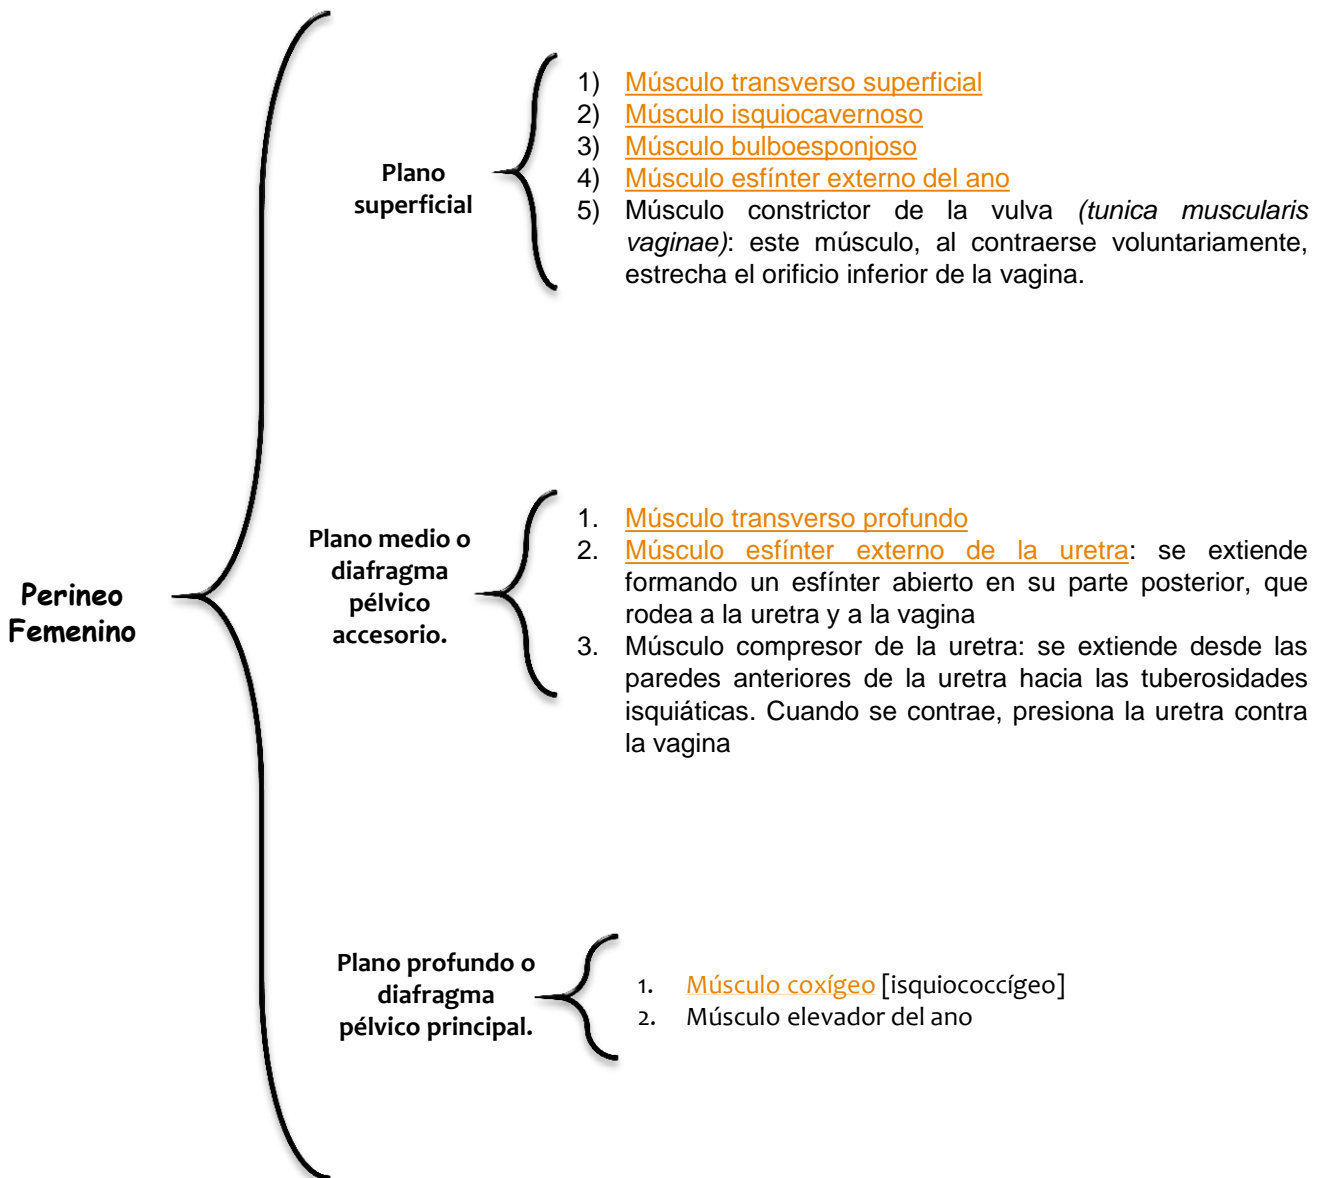 Perineo
Femenino
Plano
superficial
1) Músculo transverso superficial
2) Músculo isquiocavernoso
3) Músculo bulboesponjoso
4) Músculo esfínter externo del ano
5) Músculo constrictor de la vulva (tunica muscularis
vaginae): este músculo, al contraerse voluntariamente,
estrecha el orificio inferior de la vagina.
Plano medio o
diafragma
pélvico
accesorio.
1. Músculo transverso profundo
2. Músculo esfínter externo de la uretra: se extiende
formando un esfínter abierto en su parte posterior, que
rodea a la uretra y a la vagina
3. Músculo compresor de la uretra: se extiende desde las
paredes anteriores de la uretra hacia las tuberosidades
isquiáticas. Cuando se contrae, presiona la uretra contra
la vagina
Plano profundo o
diafragma
pélvico principal.
1. Músculo coxígeo [isquiococcígeo]
2. Músculo elevador del ano